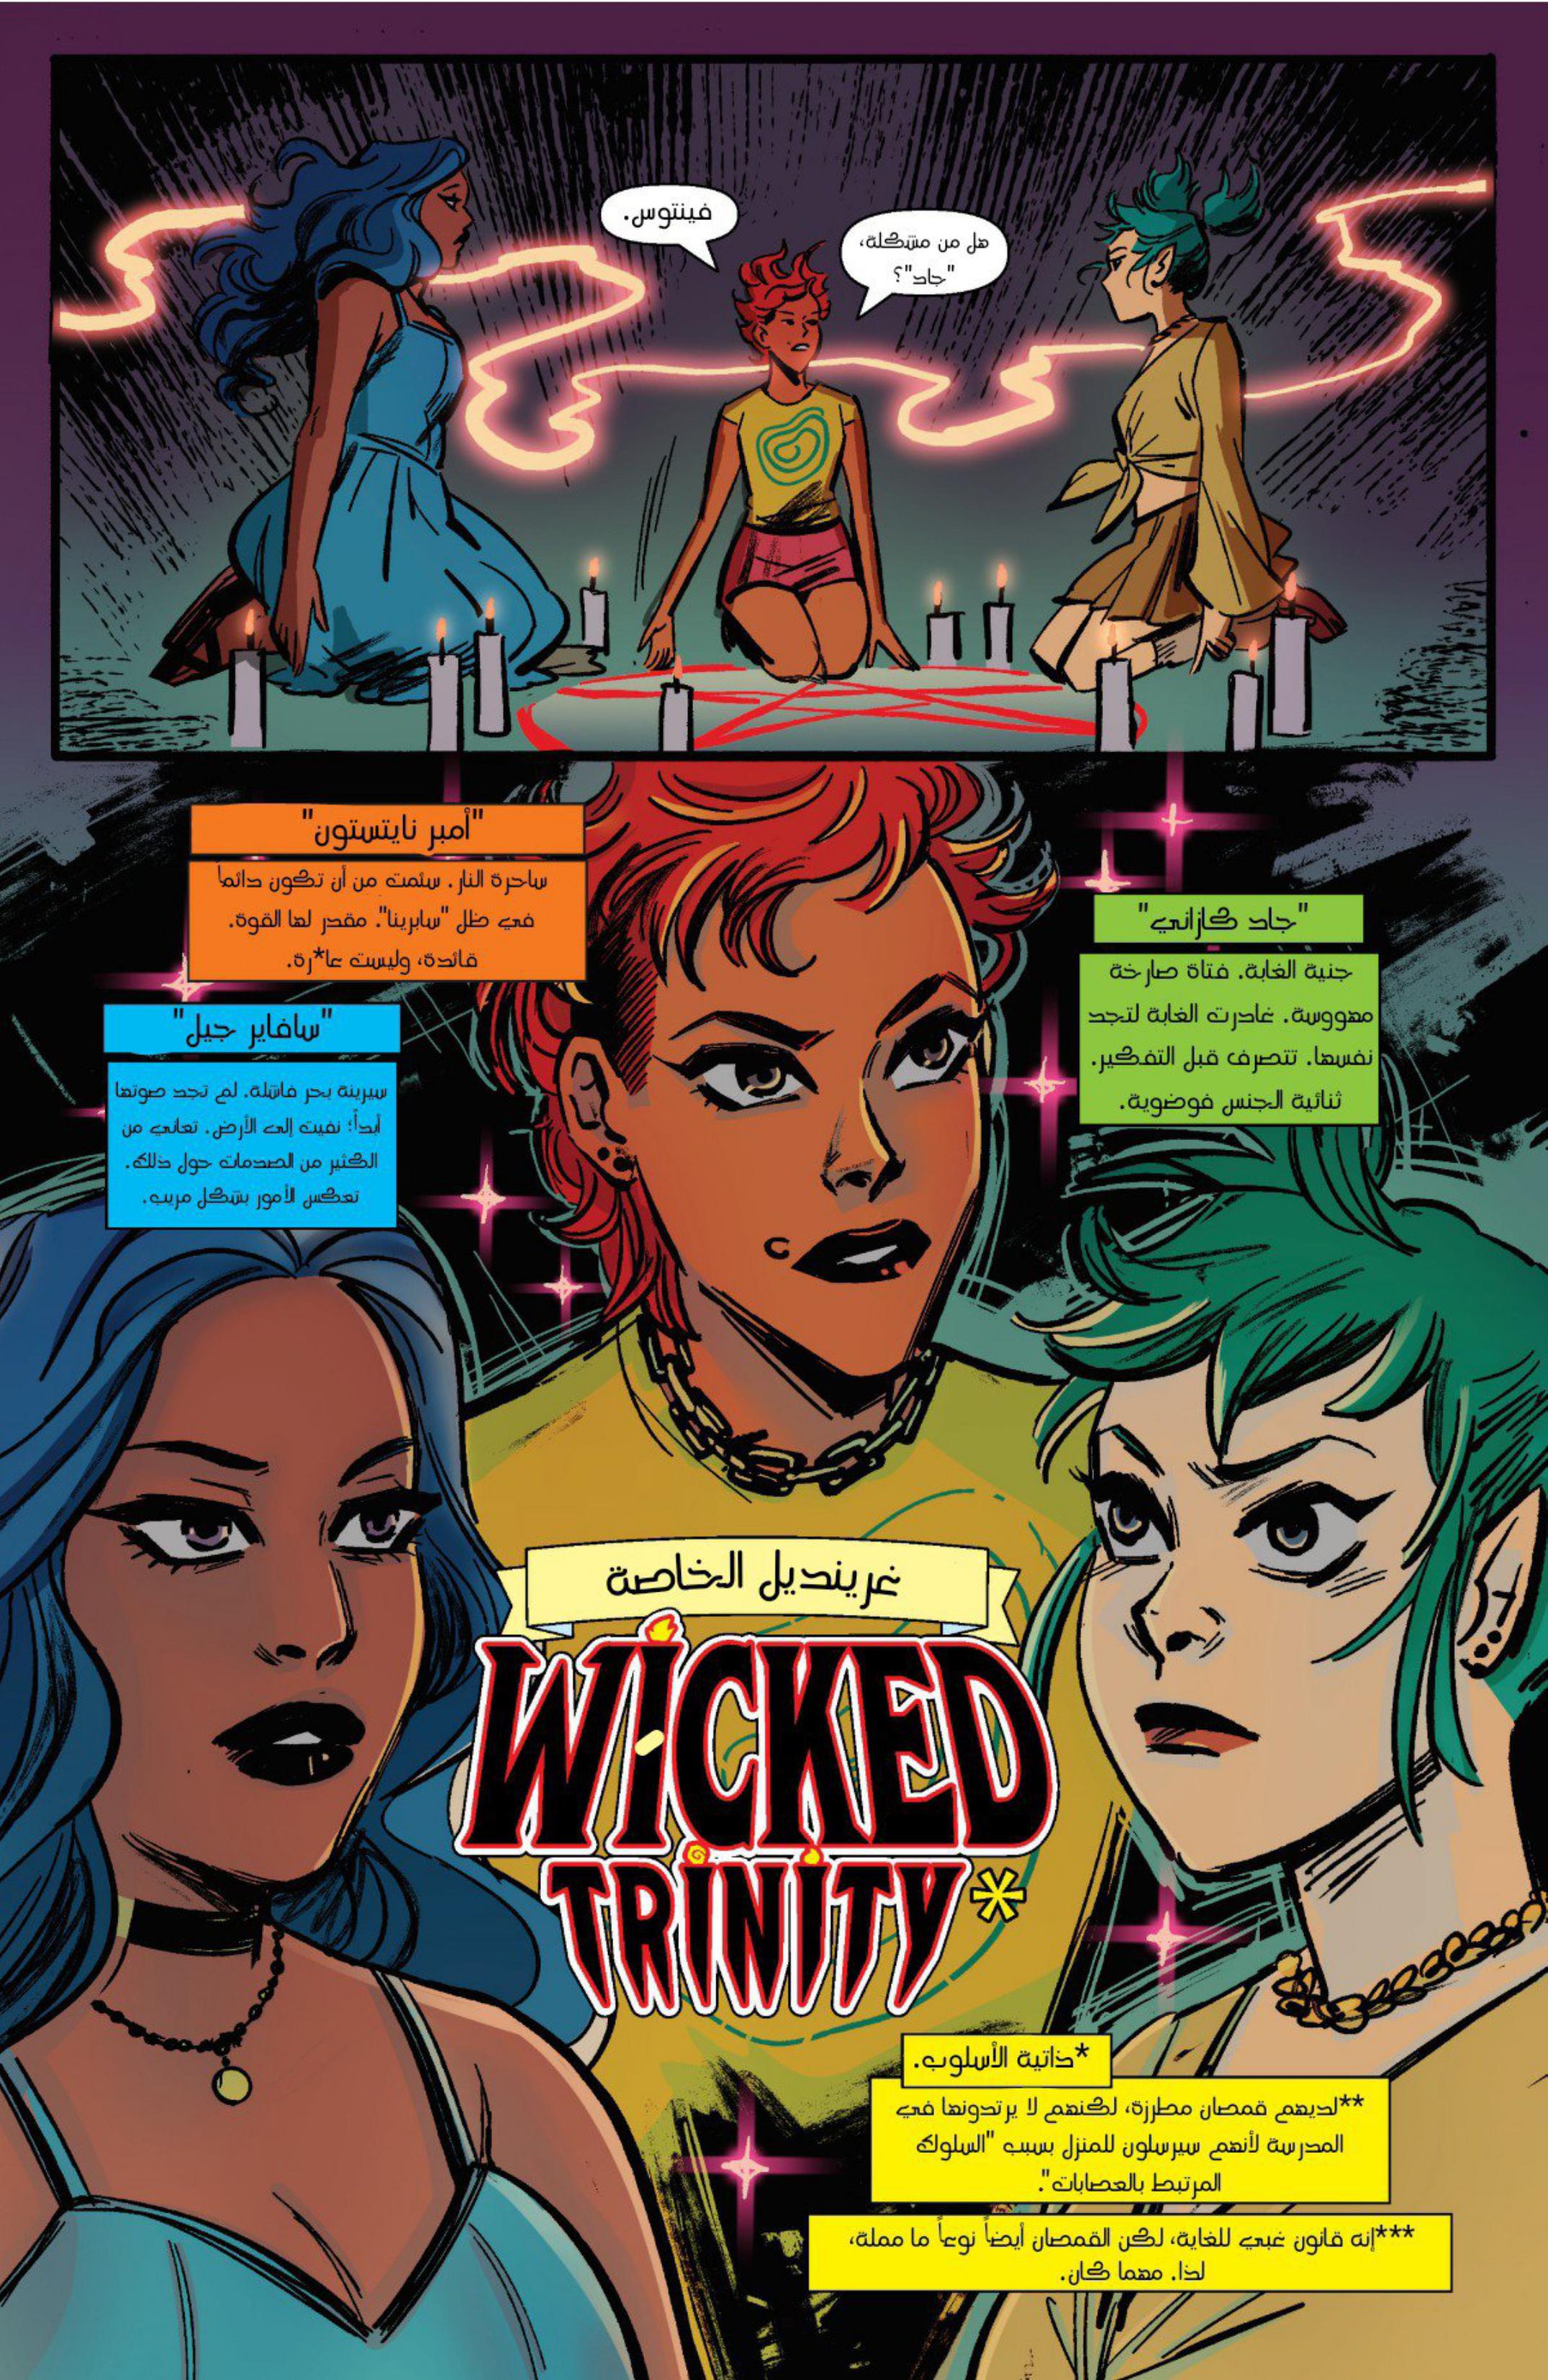 هل من مشكلة،
"جاد"؟
فينتوس.
"أمبر نايتستون"
ساحرة النار. سئمت من أن تكون دائماً
في ظل "سابرينا". مقدر لها القوة.
قائدة، وليست عا*رة.
"جاد كازاني"
جنية الغابة. فتاة صارخة
مهووسة. غادرت الغابة لتجد
نفسها. تتصرف قبل التفكير.
ثنائية الجنس فوضوية.
"سافاير جيل"
سيرينة بحر فاشلة. لم تجد صوتها
أبداً؛ نفيت إلى الأرض. تعاني من
الكثير من الصدمات حول ذلك.
تعكس الأمور بشكل مريب.
غرينديل الخاصة
WICKED
TRINITY*
*ذاتية الأسلوب.
**لديهم قمصان مطرزة، لكنهم لا يرتدونها في
المدرسة لأنهم سيرسلون للمنزل بسبب "السلوك
المرتبط بالعصابات".
***إنه قانون غبي للغاية، لكن القمصان أيضاً نوعاً ما مملة،
لذا. مهما كان.